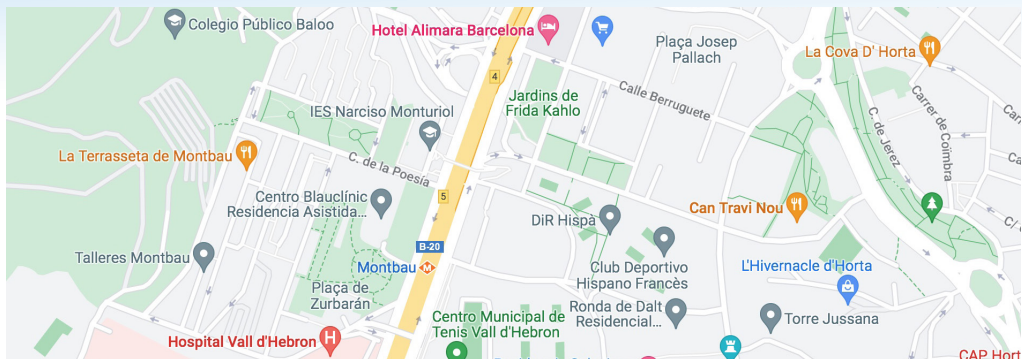 Colegio Público Baloo
Hotel Alimara Barcelona
Plaça Josep
Pallach
La Cova D' Horta
4
Calle Berruguete
Jardins de
Frida Kahlo
IES Narciso Monturiol
C. de Jerez
Carrer de Coïmbra
La Terrasseta de Montbau
C. de la Poesía
5
Centro Blauclínic
Residencia Asistida...
Can Travi Nou
DiR Hispà
B-20
Talleres Montbau
Montbau
M
Club Deportivo
Hispano Francès
L'Hivernacle d'Horta
Plaça de
Zurbarán
Ronda de Dalt
Residencial...
Torre Jussana
Centro Municipal de
Tenis Vall d'Hebron
Hospital Vall d'Hebron
H
CAP Hort